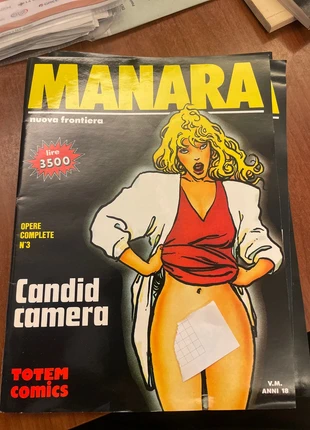 MANARA
nuova frontiera
lire
3500
OPERE
COMPLETE
N°3
Candid
camera
TOTEM
comics
V.M.
ANNI 18